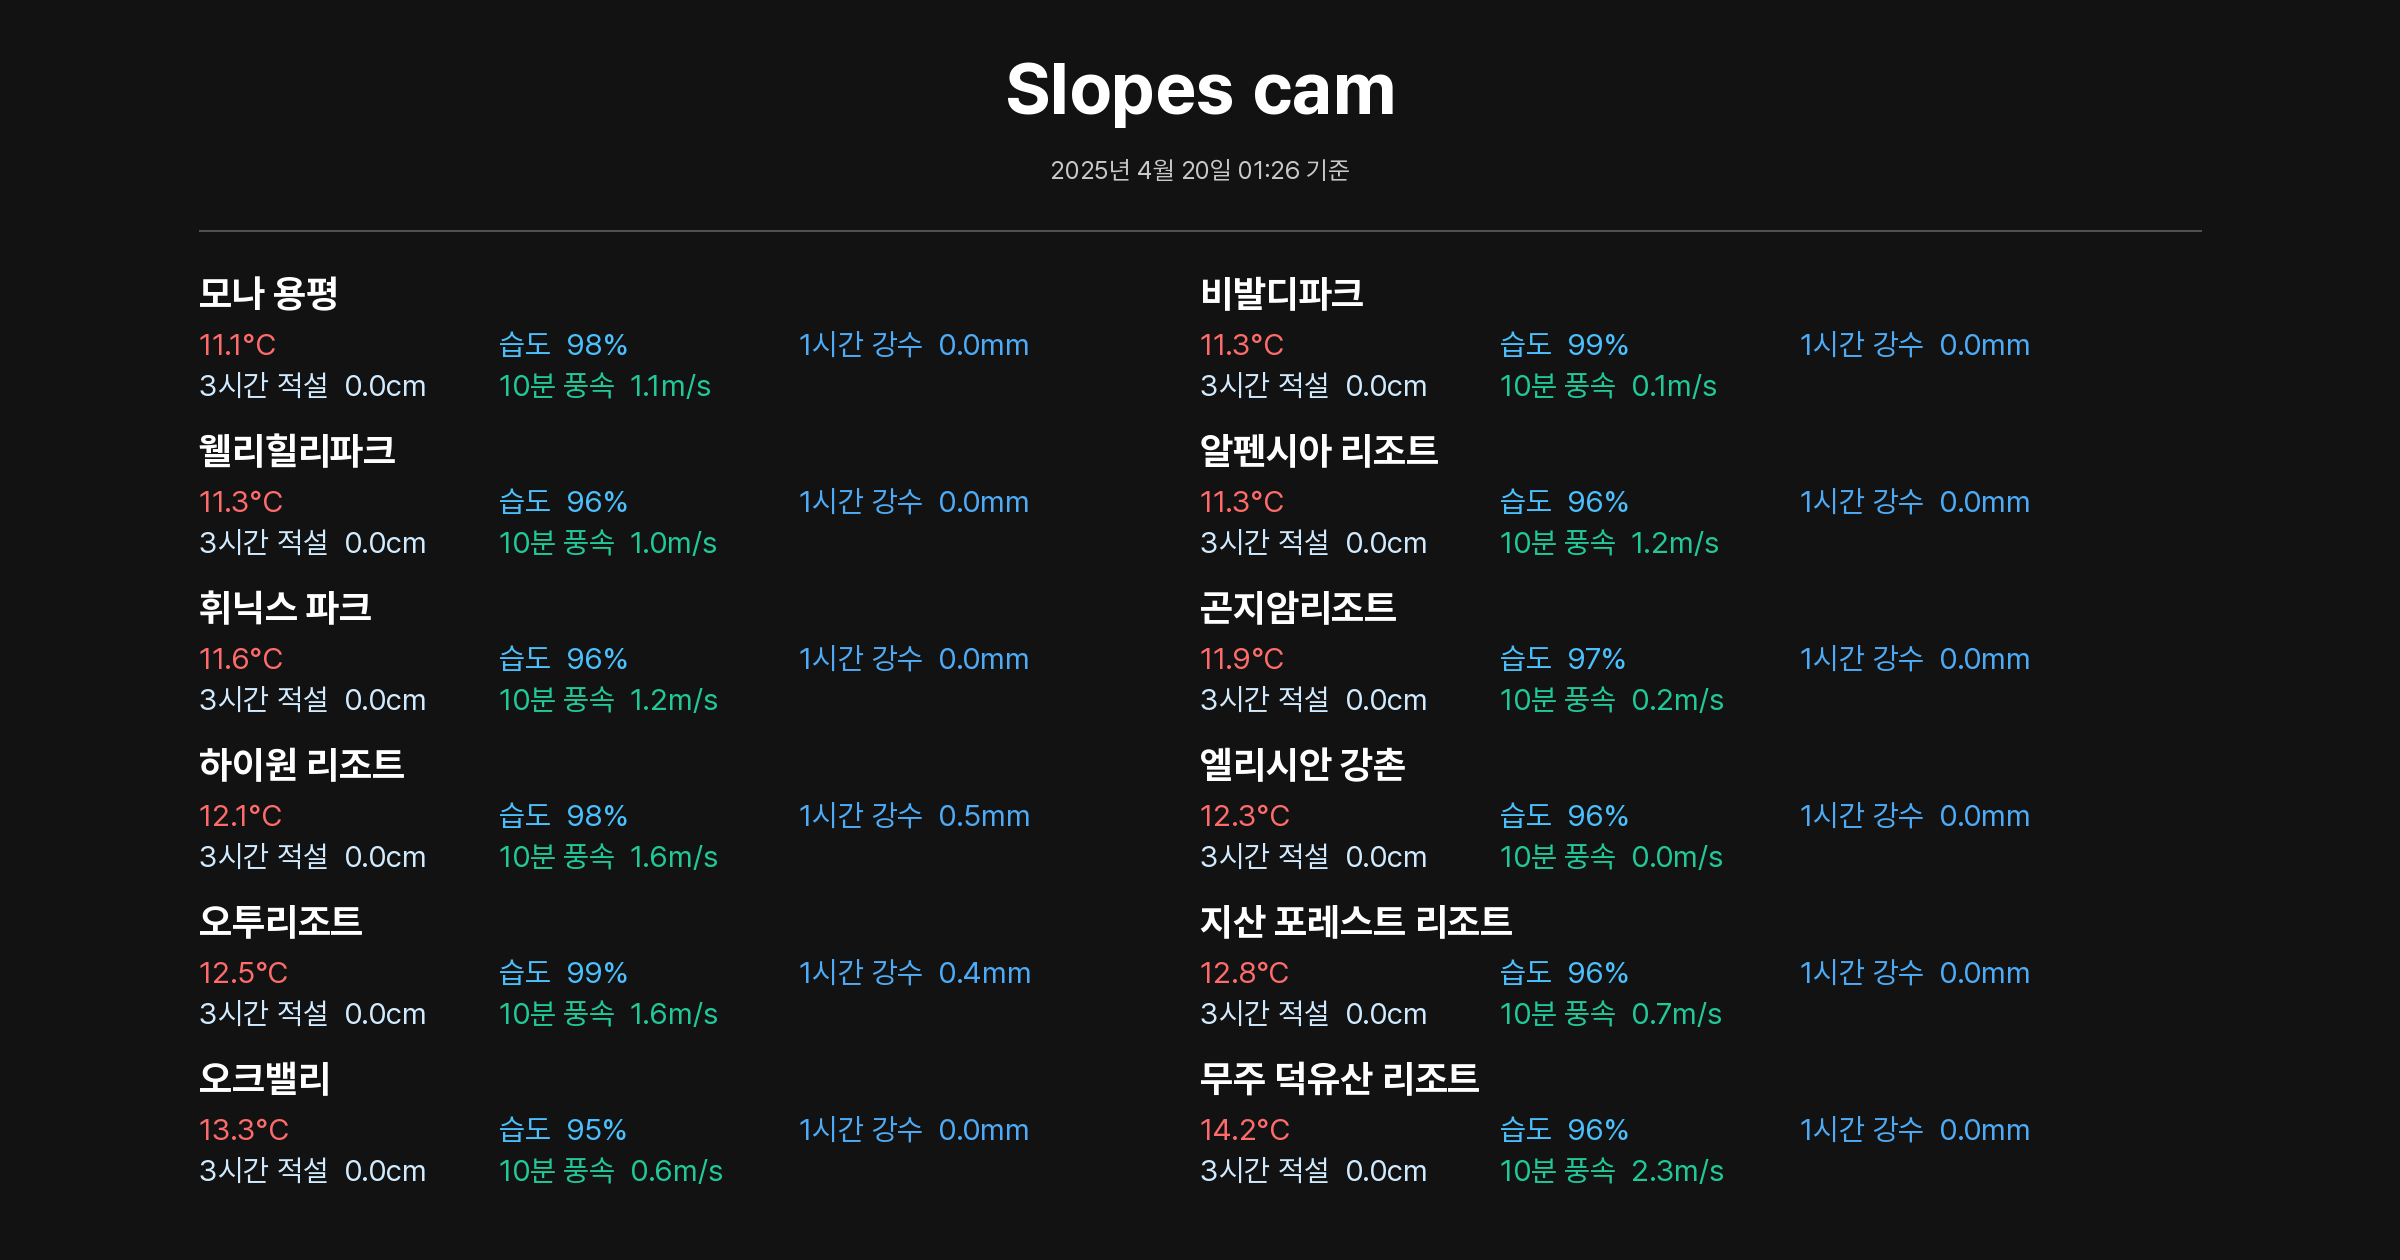 Slopes cam
2025년 4월 20일 01:26 기준
모나 용평
11.1°C 습도 98% 1시간 강수 0.0mm
3시간 적설 0.0cm 10분 풍속 1.1m/s
비발디파크
11.3°C 습도 99% 1시간 강수 0.0mm
3시간 적설 0.0cm 10분 풍속 0.1m/s
웰리힐리파크
11.3°C 습도 96% 1시간 강수 0.0mm
3시간 적설 0.0cm 10분 풍속 1.0m/s
알펜시아 리조트
11.3°C 습도 96% 1시간 강수 0.0mm
3시간 적설 0.0cm 10분 풍속 1.2m/s
휘닉스 파크
11.6°C 습도 96% 1시간 강수 0.0mm
3시간 적설 0.0cm 10분 풍속 1.2m/s
곤지암리조트
11.9°C 습도 97% 1시간 강수 0.0mm
3시간 적설 0.0cm 10분 풍속 0.2m/s
하이원 리조트
12.1°C 습도 98% 1시간 강수 0.5mm
3시간 적설 0.0cm 10분 풍속 1.6m/s
엘리시안 강촌
12.3°C 습도 96% 1시간 강수 0.0mm
3시간 적설 0.0cm 10분 풍속 0.0m/s
오투리조트
12.5°C 습도 99% 1시간 강수 0.4mm
3시간 적설 0.0cm 10분 풍속 1.6m/s
지산 포레스트 리조트
12.8°C 습도 96% 1시간 강수 0.0mm
3시간 적설 0.0cm 10분 풍속 0.7m/s
오크밸리
13.3°C 습도 95% 1시간 강수 0.0mm
3시간 적설 0.0cm 10분 풍속 0.6m/s
무주 덕유산 리조트
14.2°C 습도 96% 1시간 강수 0.0mm
3시간 적설 0.0cm 10분 풍속 2.3m/s